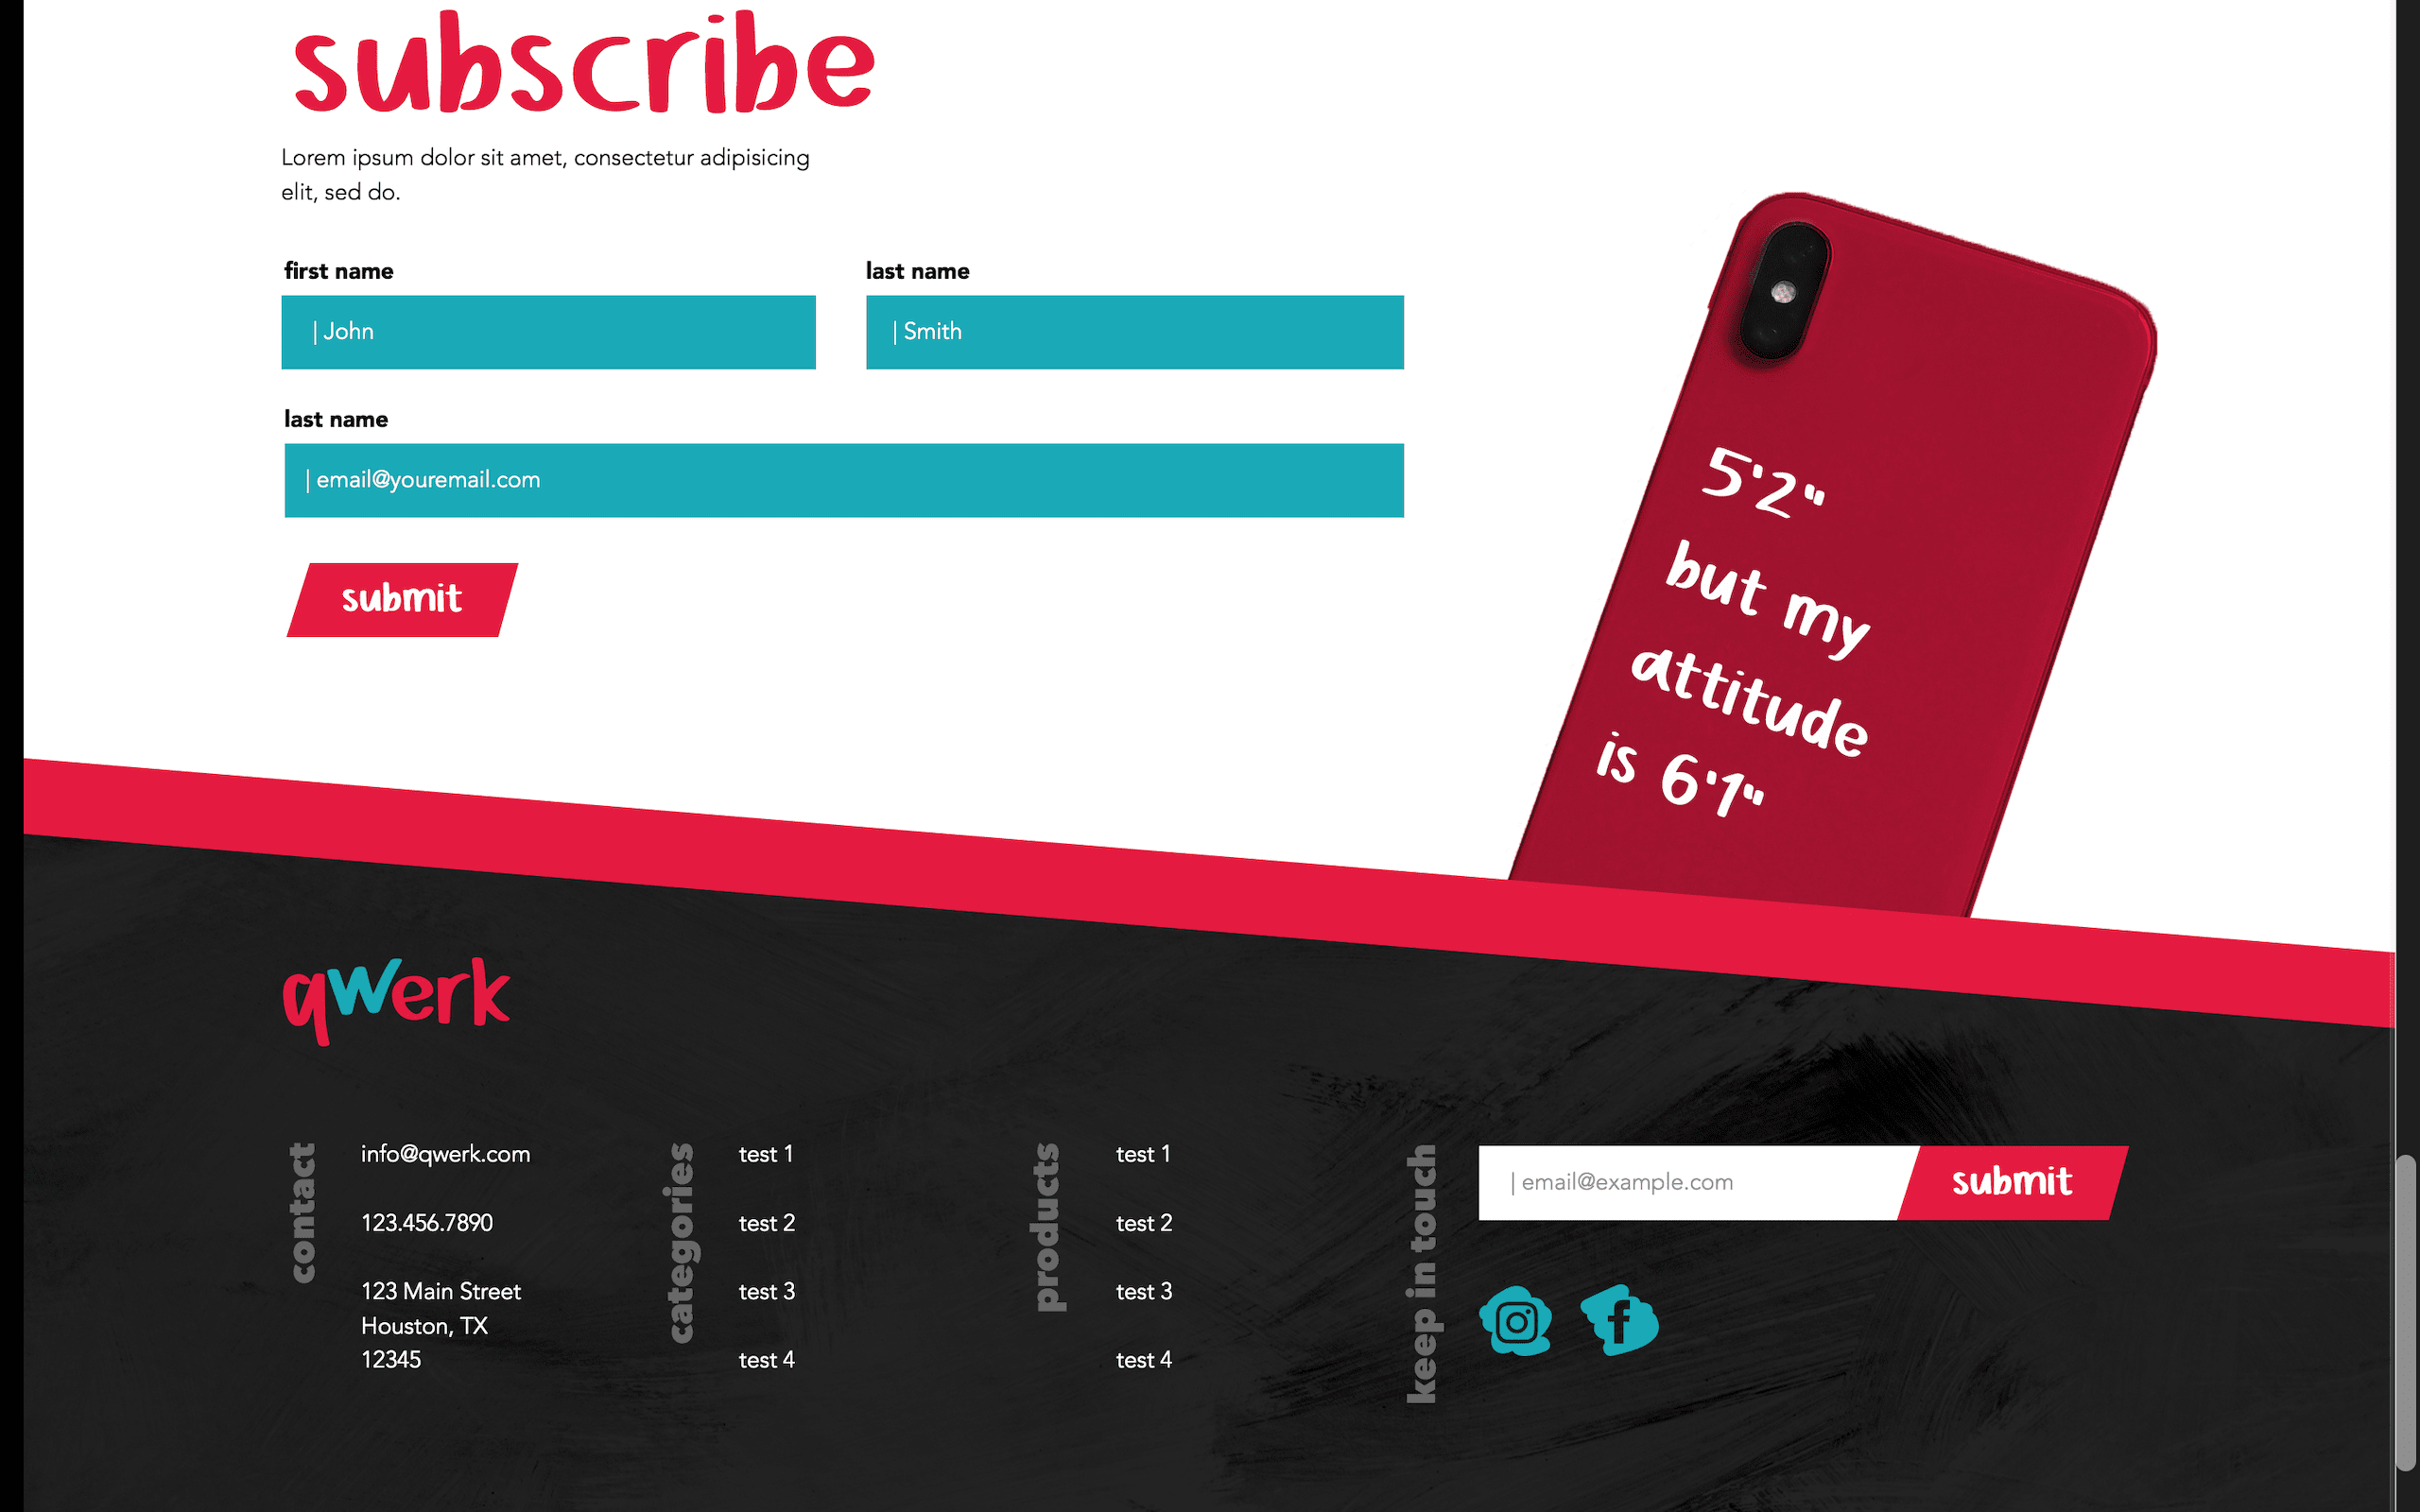 subscribe
Lorem ipsum dolor sit amet, consectetur adipisicing
elit, sed do.
first name
| John
last name
| Smith
last name
| email@youremail.com
submit
5'2"
but my
attitude
is 6'1"
qwerk
contact
info@qwerk.com
123.456.7890
123 Main Street
Houston, TX
12345
categories
test 1
test 2
test 3
test 4
products
test 1
test 2
test 3
test 4
keep in touch
| email@example.com
submit